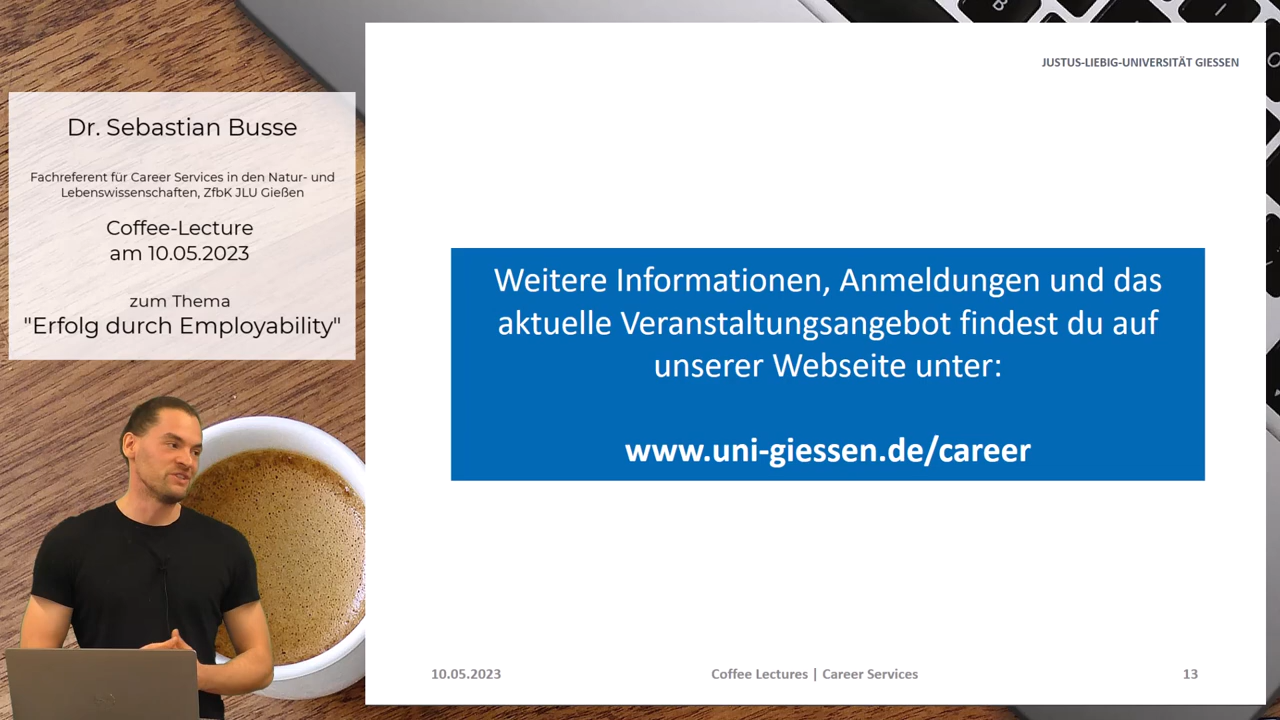 Dr. Sebastian Busse
Fachreferent für Career Services in den Natur- und
Lebenswissenschaften, ZfbK JLU Gießen
Coffee-Lecture
am 10.05.2023
zum Thema
"Erfolg durch Employability"
JUSTUS-LIEBIG-UNIVERSITÄT GIESSEN
Weitere Informationen, Anmeldungen und das
aktuelle Veranstaltungsangebot findest du auf
unserer Webseite unter:
www.uni-giessen.de/career
10.05.2023
Coffee Lectures | Career Services
13